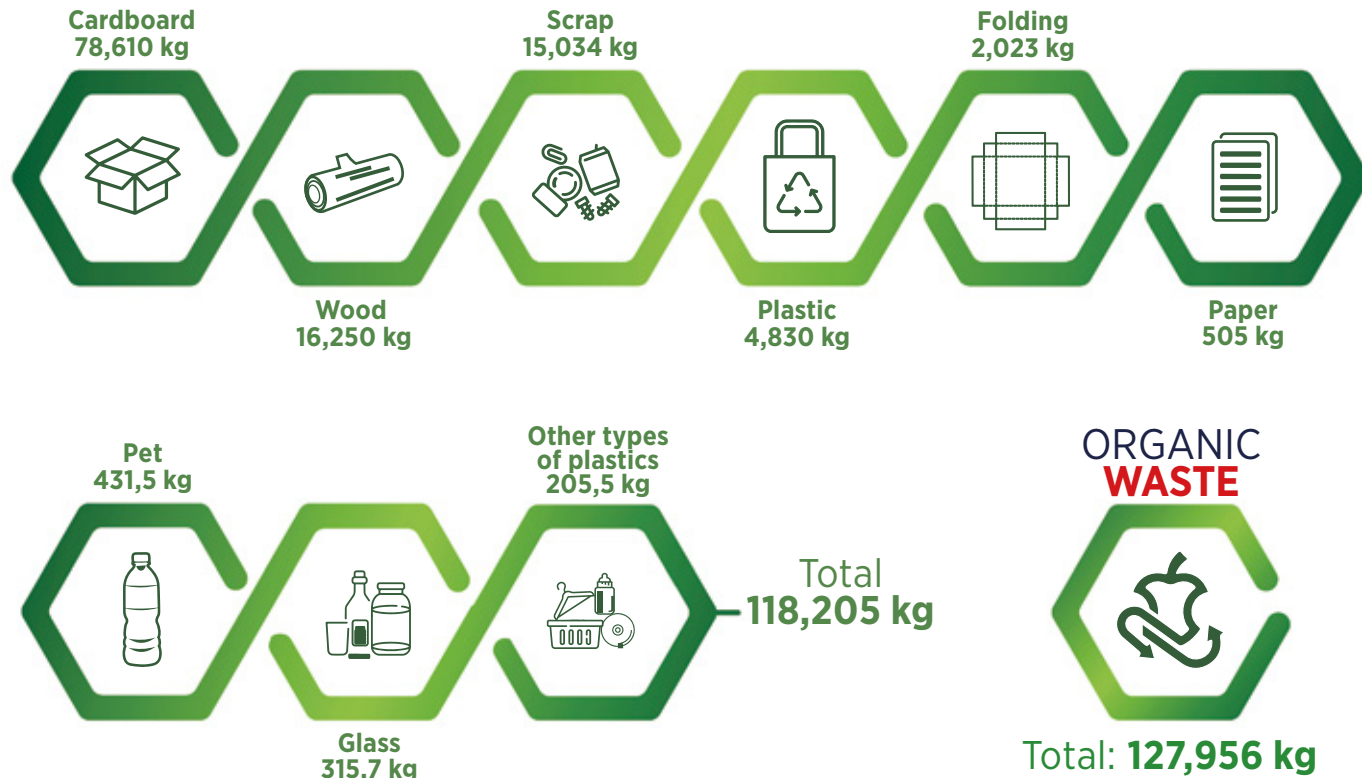 Cardboard
78,610 kg
Scrap
15,034 kg
Folding
2,023 kg
Wood
16,250 kg
Plastic
4,830 kg
Paper
505 kg
Pet
431,5 kg
Other types
of plastics
205,5 kg
Glass
315,7 kg
Total
118,205 kg
ORGANIC
WASTE
Total: 127,956 kg